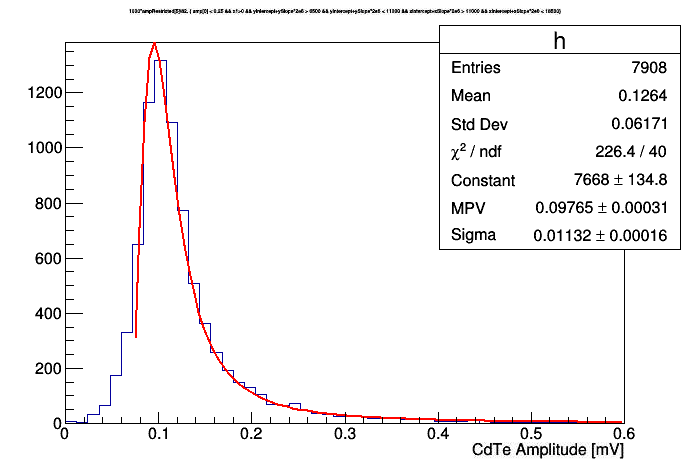 h
Entries 7908
Mean 0.1264
Std Dev 0.06171
χ² / ndf 226.4 / 40
Constant 7668 ± 134.8
MPV 0.09765 ± 0.00031
Sigma 0.01132 ± 0.00016
1200
1000
800
600
400
200
0
0 0.1 0.2 0.3 0.4 0.5 0.6
CdTe Amplitude [mV]